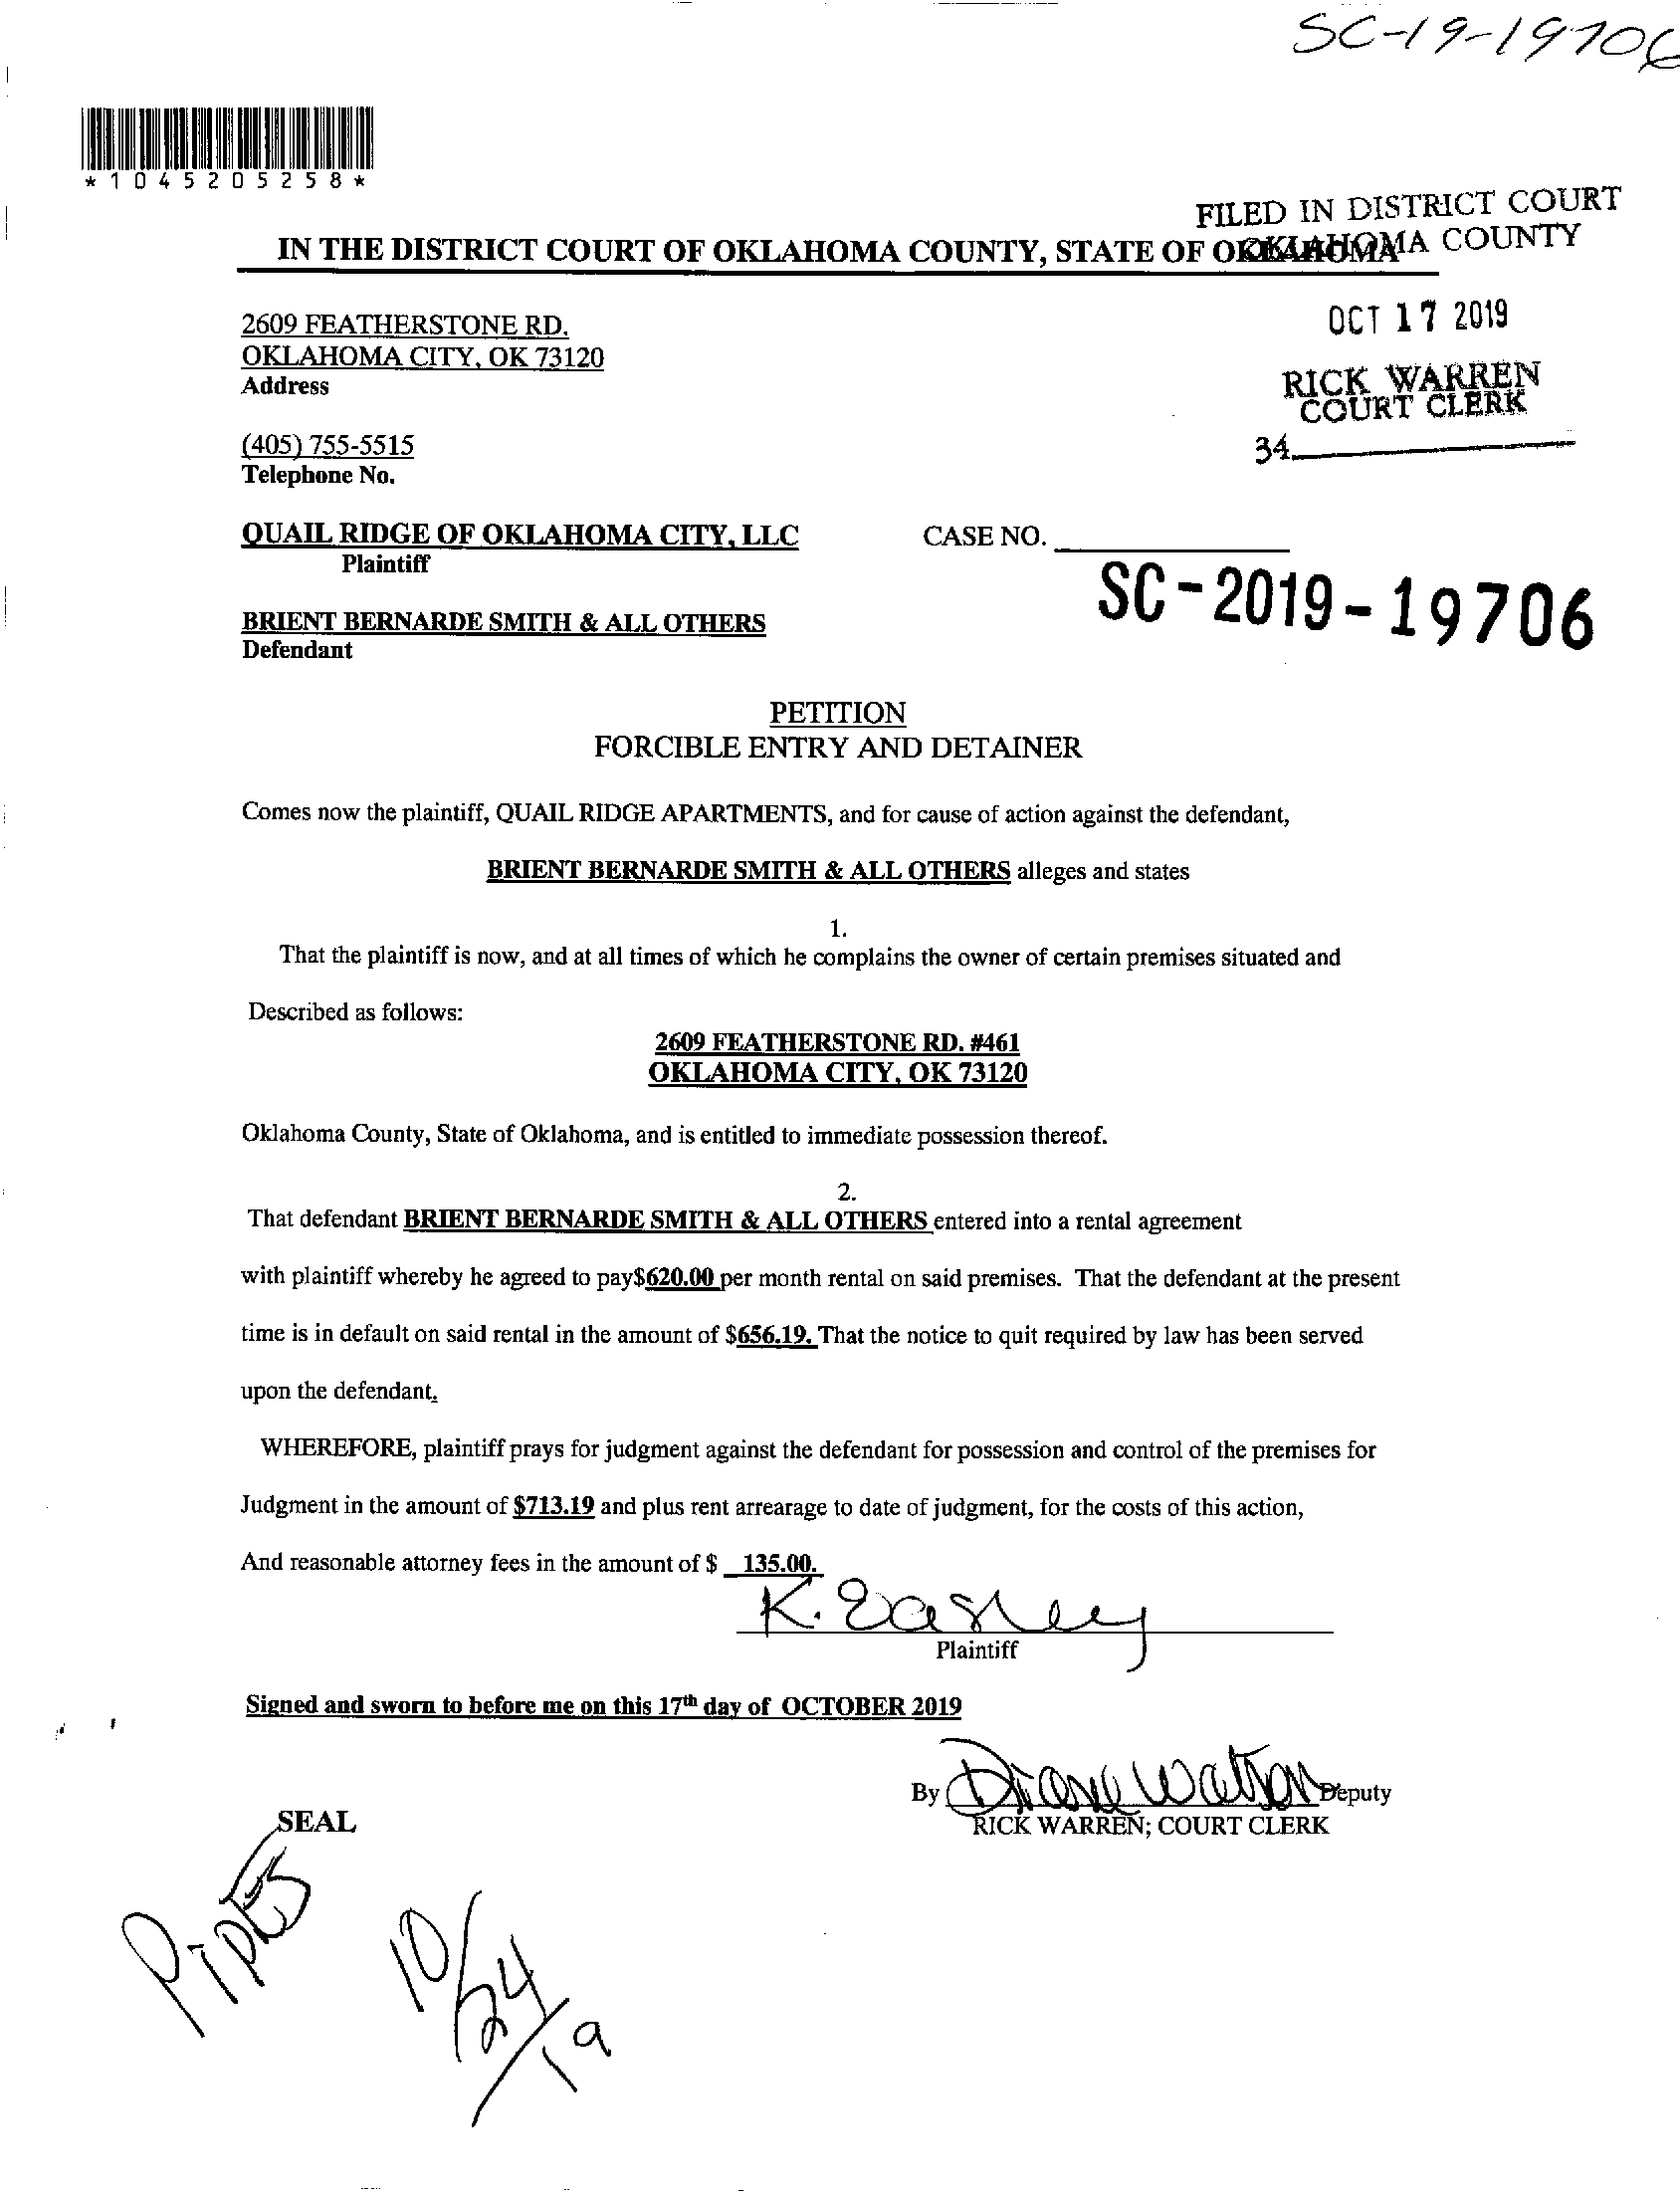 SC-19-19706
*1045205258*
FILED IN DISTRICT COURT
OKLAHOMA COUNTY
IN THE DISTRICT COURT OF OKLAHOMA COUNTY, STATE OF OKLAHOMA
2609 FEATHERSTONE RD.
OKLAHOMA CITY, OK 73120
Address
OCT 17 2019
RICK WARREN
COURT CLERK
34
(405) 755-5515
Telephone No.
QUAIL RIDGE OF OKLAHOMA CITY, LLC
Plaintiff
CASE NO.
SC-2019-19706
BRIENT BERNARDE SMITH & ALL OTHERS
Defendant
PETITION
FORCIBLE ENTRY AND DETAINER
Comes now the plaintiff, QUAIL RIDGE APARTMENTS, and for cause of action against the defendant,
BRIENT BERNARDE SMITH & ALL OTHERS alleges and states
1.
That the plaintiff is now, and at all times of which he complains the owner of certain premises situated and
Described as follows:
2609 FEATHERSTONE RD. #461
OKLAHOMA CITY, OK 73120
Oklahoma County, State of Oklahoma, and is entitled to immediate possession thereof.
2.
That defendant BRIENT BERNARDE SMITH & ALL OTHERS entered into a rental agreement
with plaintiff whereby he agreed to pay$620.00 per month rental on said premises. That the defendant at the present
time is in default on said rental in the amount of $656.19. That the notice to quit required by law has been served
upon the defendant.
WHEREFORE, plaintiff prays for judgment against the defendant for possession and control of the premises for
Judgment in the amount of $713.19 and plus rent arrearage to date of judgment, for the costs of this action,
And reasonable attorney fees in the amount of $ 135.00.
K. Easley
Plaintiff
Signed and sworn to before me on this 17th day of OCTOBER 2019
By Diane Watson Deputy
RICK WARREN; COURT CLERK
SEAL
10/24/19